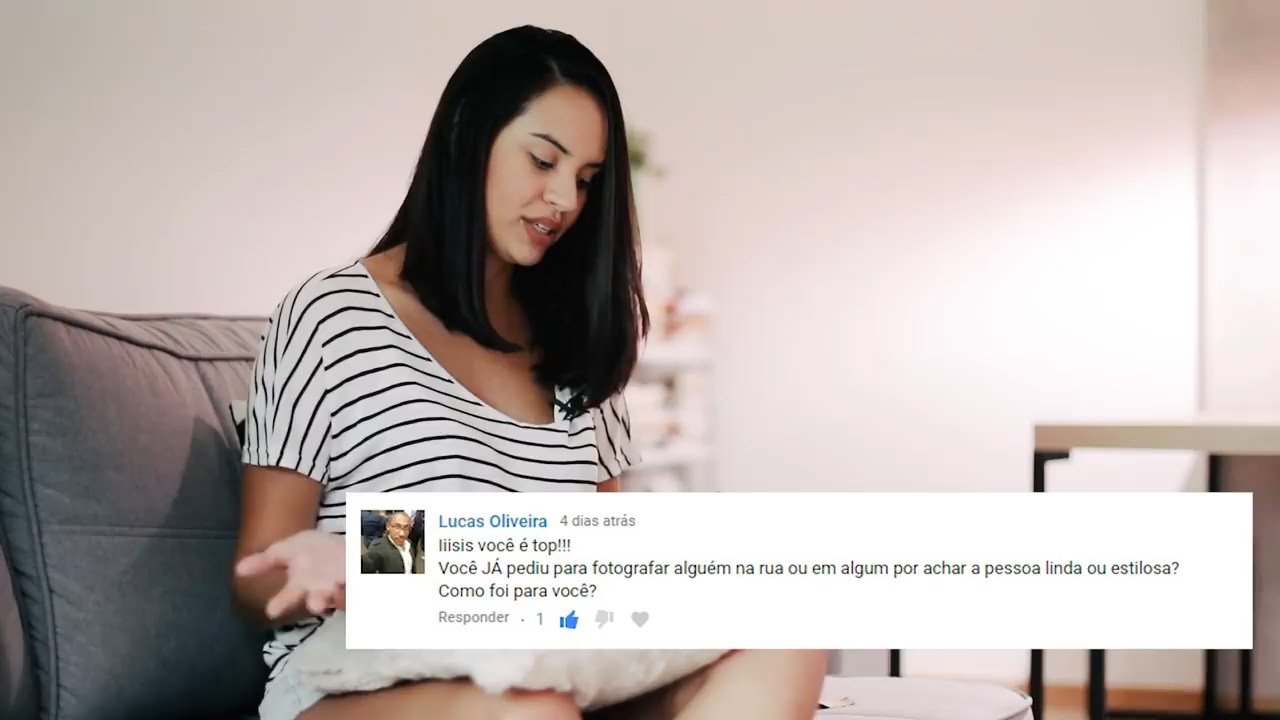 Lucas Oliveira 4 dias atrás
Iiisis você é top!!!
Você JÁ pediu para fotografar alguém na rua ou em algum por achar a pessoa linda ou estilosa?
Como foi para você?
Responder . 1